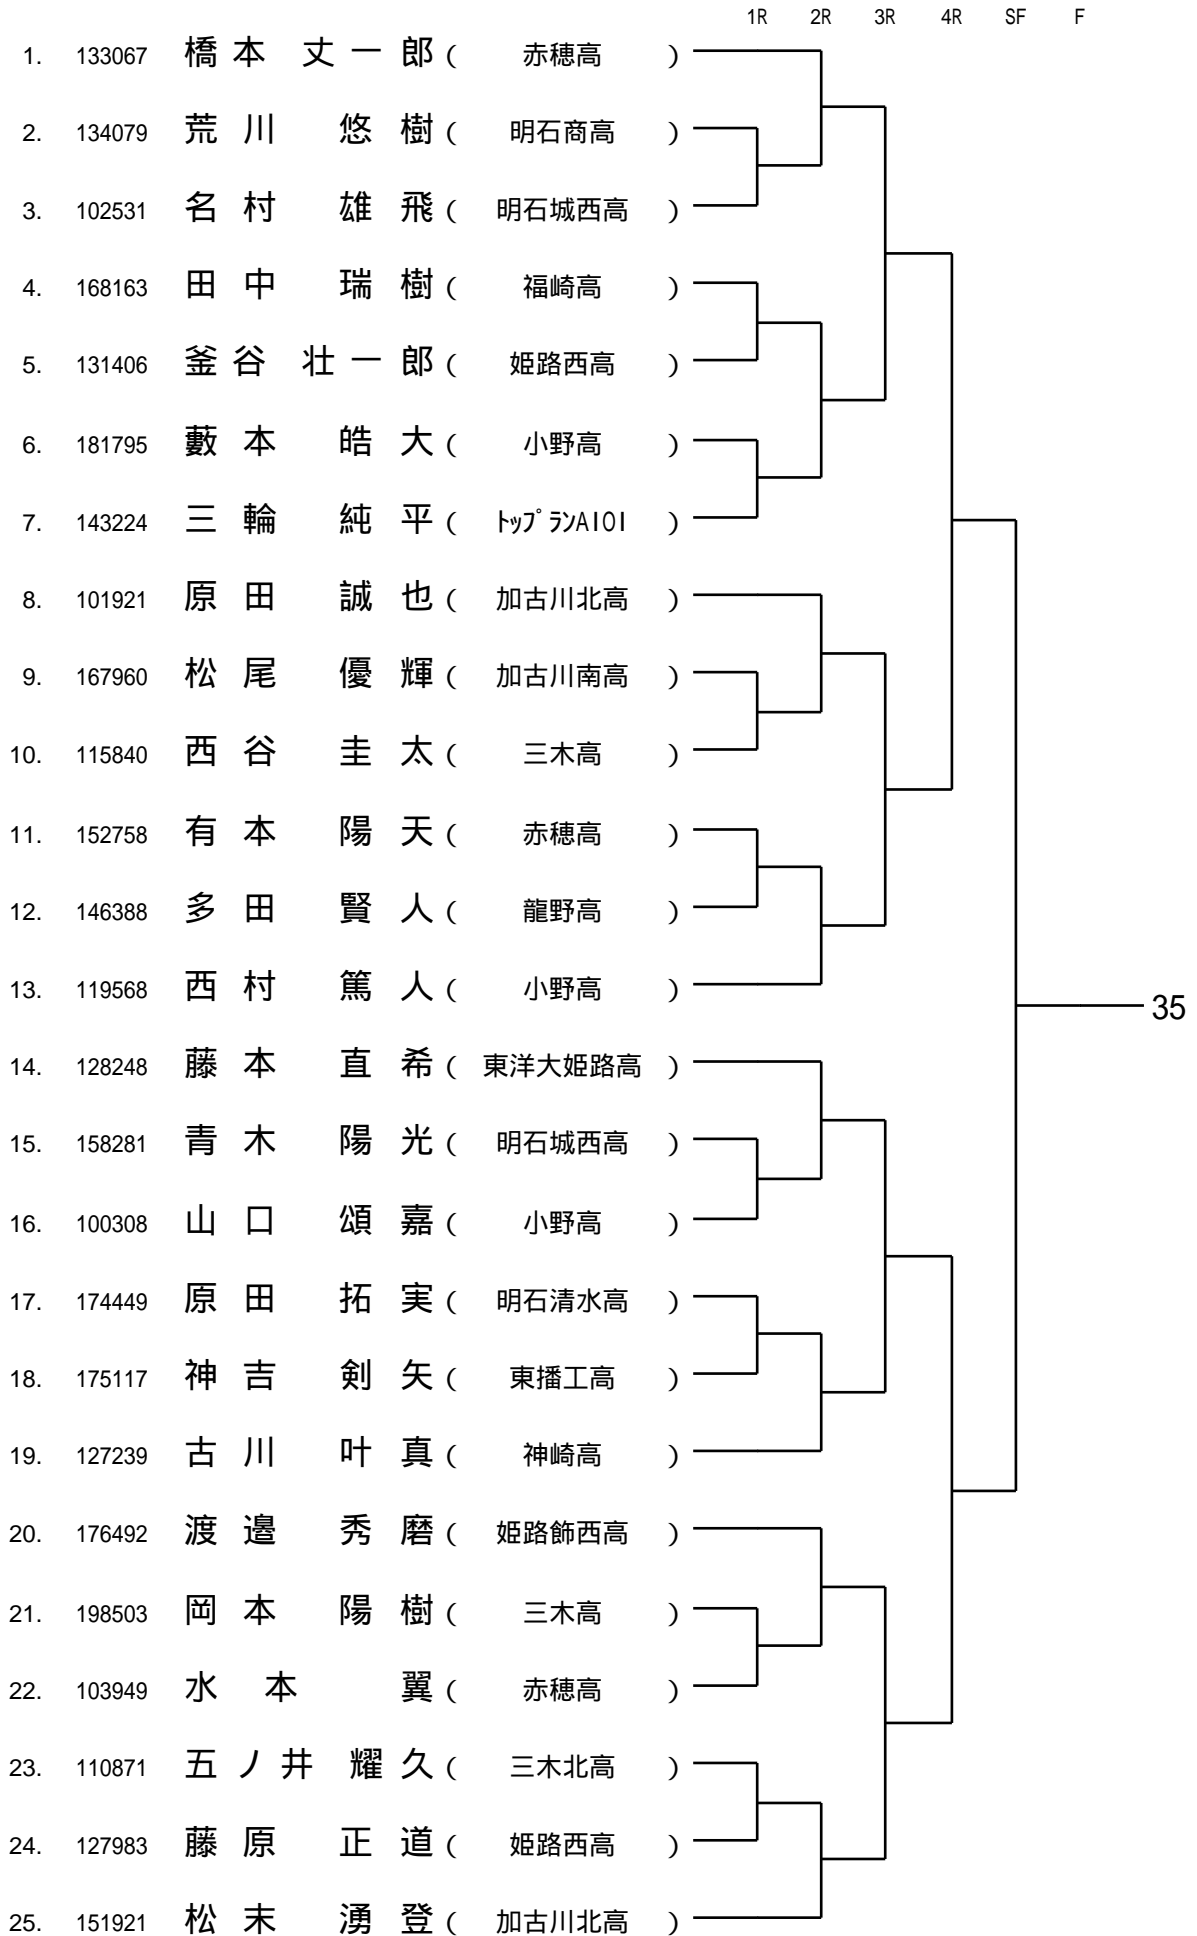 1R 2R 3R 4R SF F
1. 133067 橋本 丈一郎 ( 赤穂高 )
2. 134079 荒川 悠樹 ( 明石商高 )
3. 102531 名村 雄飛 ( 明石城西高 )
4. 168163 田中 瑞樹 ( 福崎高 )
5. 131406 釜谷 壮一郎 ( 姫路西高 )
6. 181795 藪本 皓大 ( 小野高 )
7. 143224 三輪 純平 ( トップランAIOI )
8. 101921 原田 誠也 ( 加古川北高 )
9. 167960 松尾 優輝 ( 加古川南高 )
10. 115840 西谷 圭太 ( 三木高 )
11. 152758 有本 陽天 ( 赤穂高 )
12. 146388 多田 賢人 ( 龍野高 )
13. 119568 西村 篤人 ( 小野高 )
35
14. 128248 藤本 直希 ( 東洋大姫路高 )
15. 158281 青木 陽光 ( 明石城西高 )
16. 100308 山口 頌嘉 ( 小野高 )
17. 174449 原田 拓実 ( 明石清水高 )
18. 175117 神吉 剣矢 ( 東播工高 )
19. 127239 古川 叶真 ( 神崎高 )
20. 176492 渡邉 秀磨 ( 姫路飾西高 )
21. 198503 岡本 陽樹 ( 三木高 )
22. 103949 水本 翼 ( 赤穂高 )
23. 110871 五ノ井 耀久 ( 三木北高 )
24. 127983 藤原 正道 ( 姫路西高 )
25. 151921 松末 湧登 ( 加古川北高 )